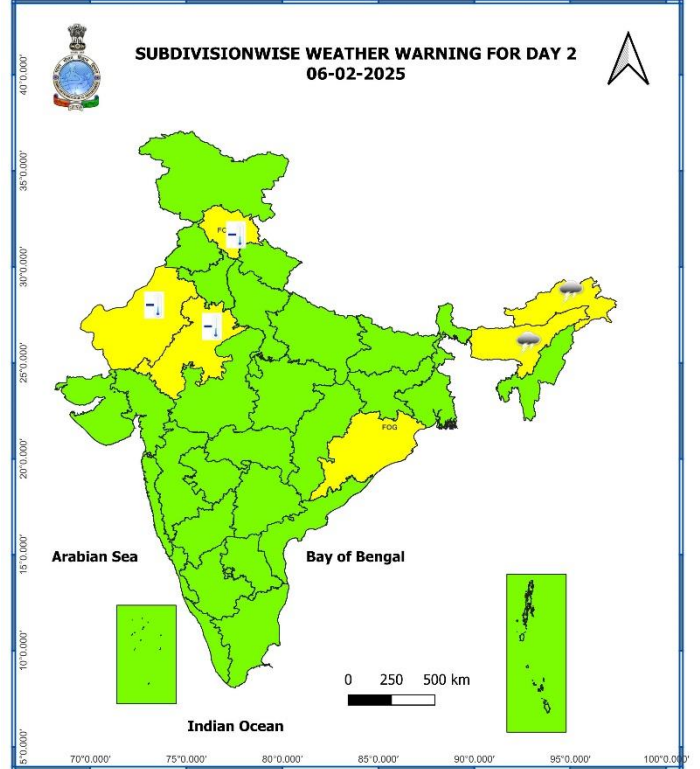 SUBDIVISIONWISE WEATHER WARNING FOR DAY 2
06-02-2025
40°0.000'
35°0.000'
30°0.000'
25°0.000'
20°0.000'
15°0.000'
10°0.000'
5°0.000'
FOG
Arabian Sea
Bay of Bengal
0 250 500 km
Indian Ocean
70°0.000' 75°0.000' 80°0.000' 85°0.000' 90°0.000' 95°0.000' 100°0.000'